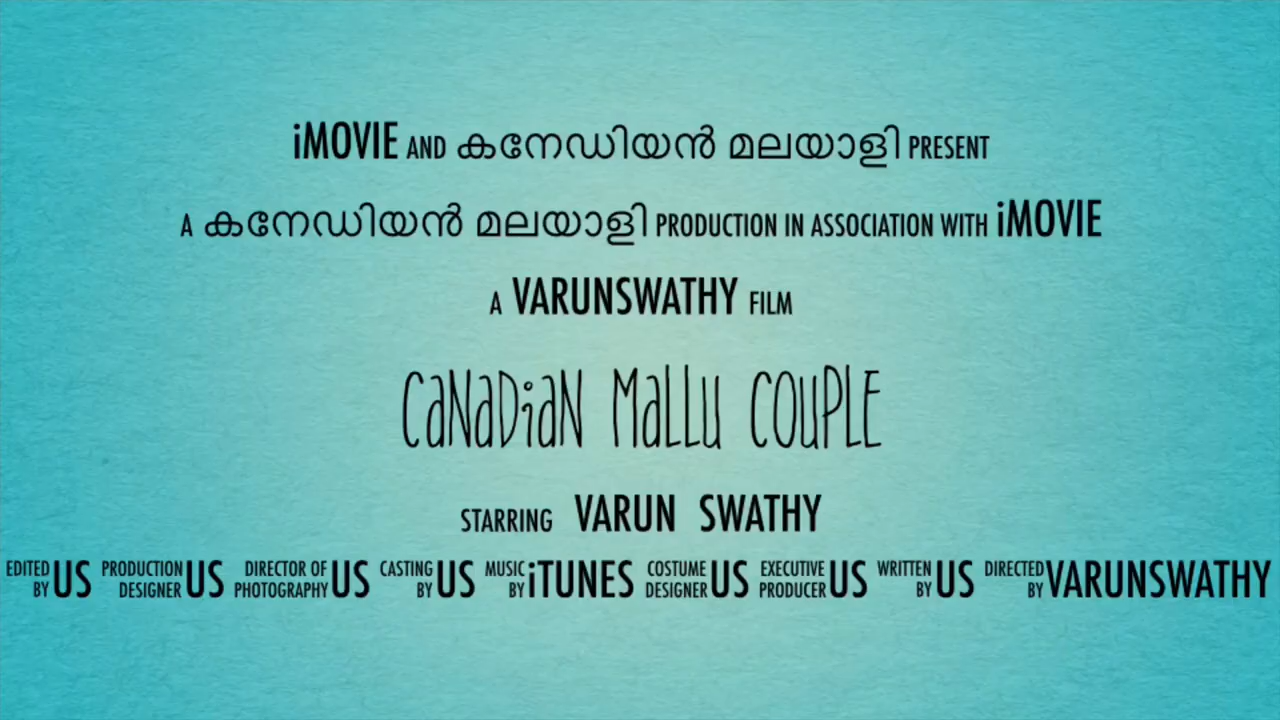 iMOVIE AND കനേഡിയൻ മലയാളി PRESENT
A കനേഡിയൻ മലയാളി PRODUCTION IN ASSOCIATION WITH iMOVIE
A VARUNSWATHY FILM
CaNaDiaN MaLLu COuPLE
STARRING VARUN SWATHY
EDITED BY US PRODUCTION DESIGNER US DIRECTOR OF PHOTOGRAPHY US CASTING BY US MUSIC BY iTUNES COSTUME DESIGNER US EXECUTIVE PRODUCER US WRITTEN BY US DIRECTED BY VARUNSWATHY